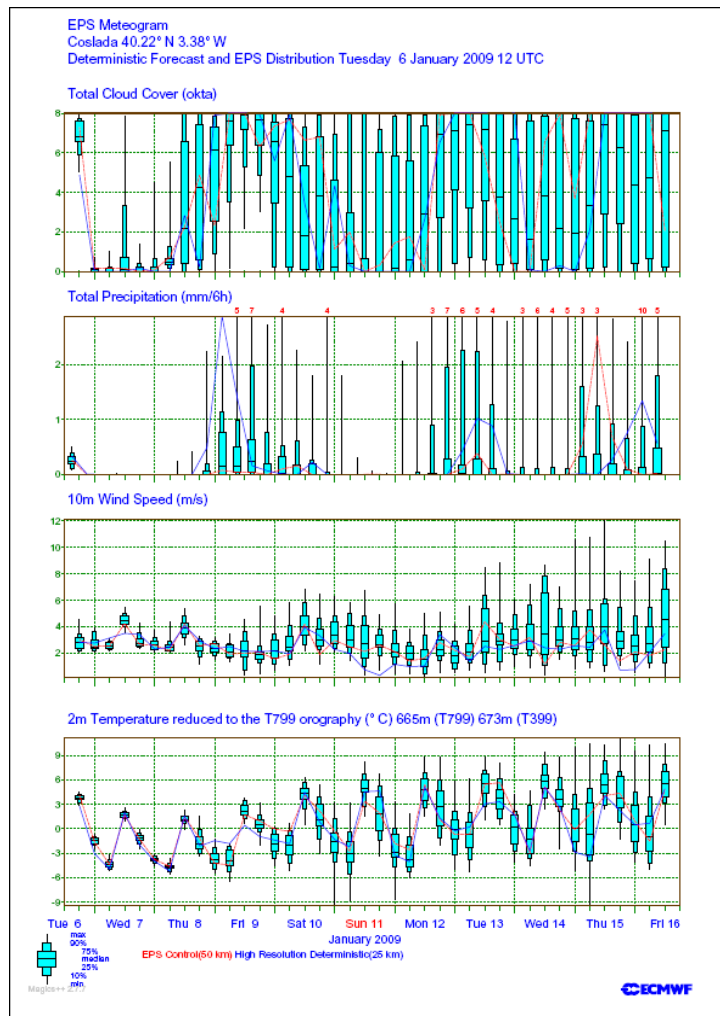 EPS Meteogram
Coslada 40.22° N 3.38° W
Deterministic Forecast and EPS Distribution Tuesday 6 January 2009 12 UTC
Total Cloud Cover (okta)
8
6
4
2
0
Total Precipitation (mm/6h)
5 7 4 4 3 7 6 5 4 3 6 4 5 3 3 10 5
2
1
0
10m Wind Speed (m/s)
12
10
8
6
4
2
2m Temperature reduced to the T799 orography (° C) 665m (T799) 673m (T399)
9
6
3
0
-3
-6
-9
Tue 6 Wed 7 Thu 8 Fri 9 Sat 10 Sun 11 Mon 12 Tue 13 Wed 14 Thu 15 Fri 16
January 2009
max
90%
75%
median
25%
10%
min
EPS Control(50 km) High Resolution Deterministic(25 km)
ECMWF